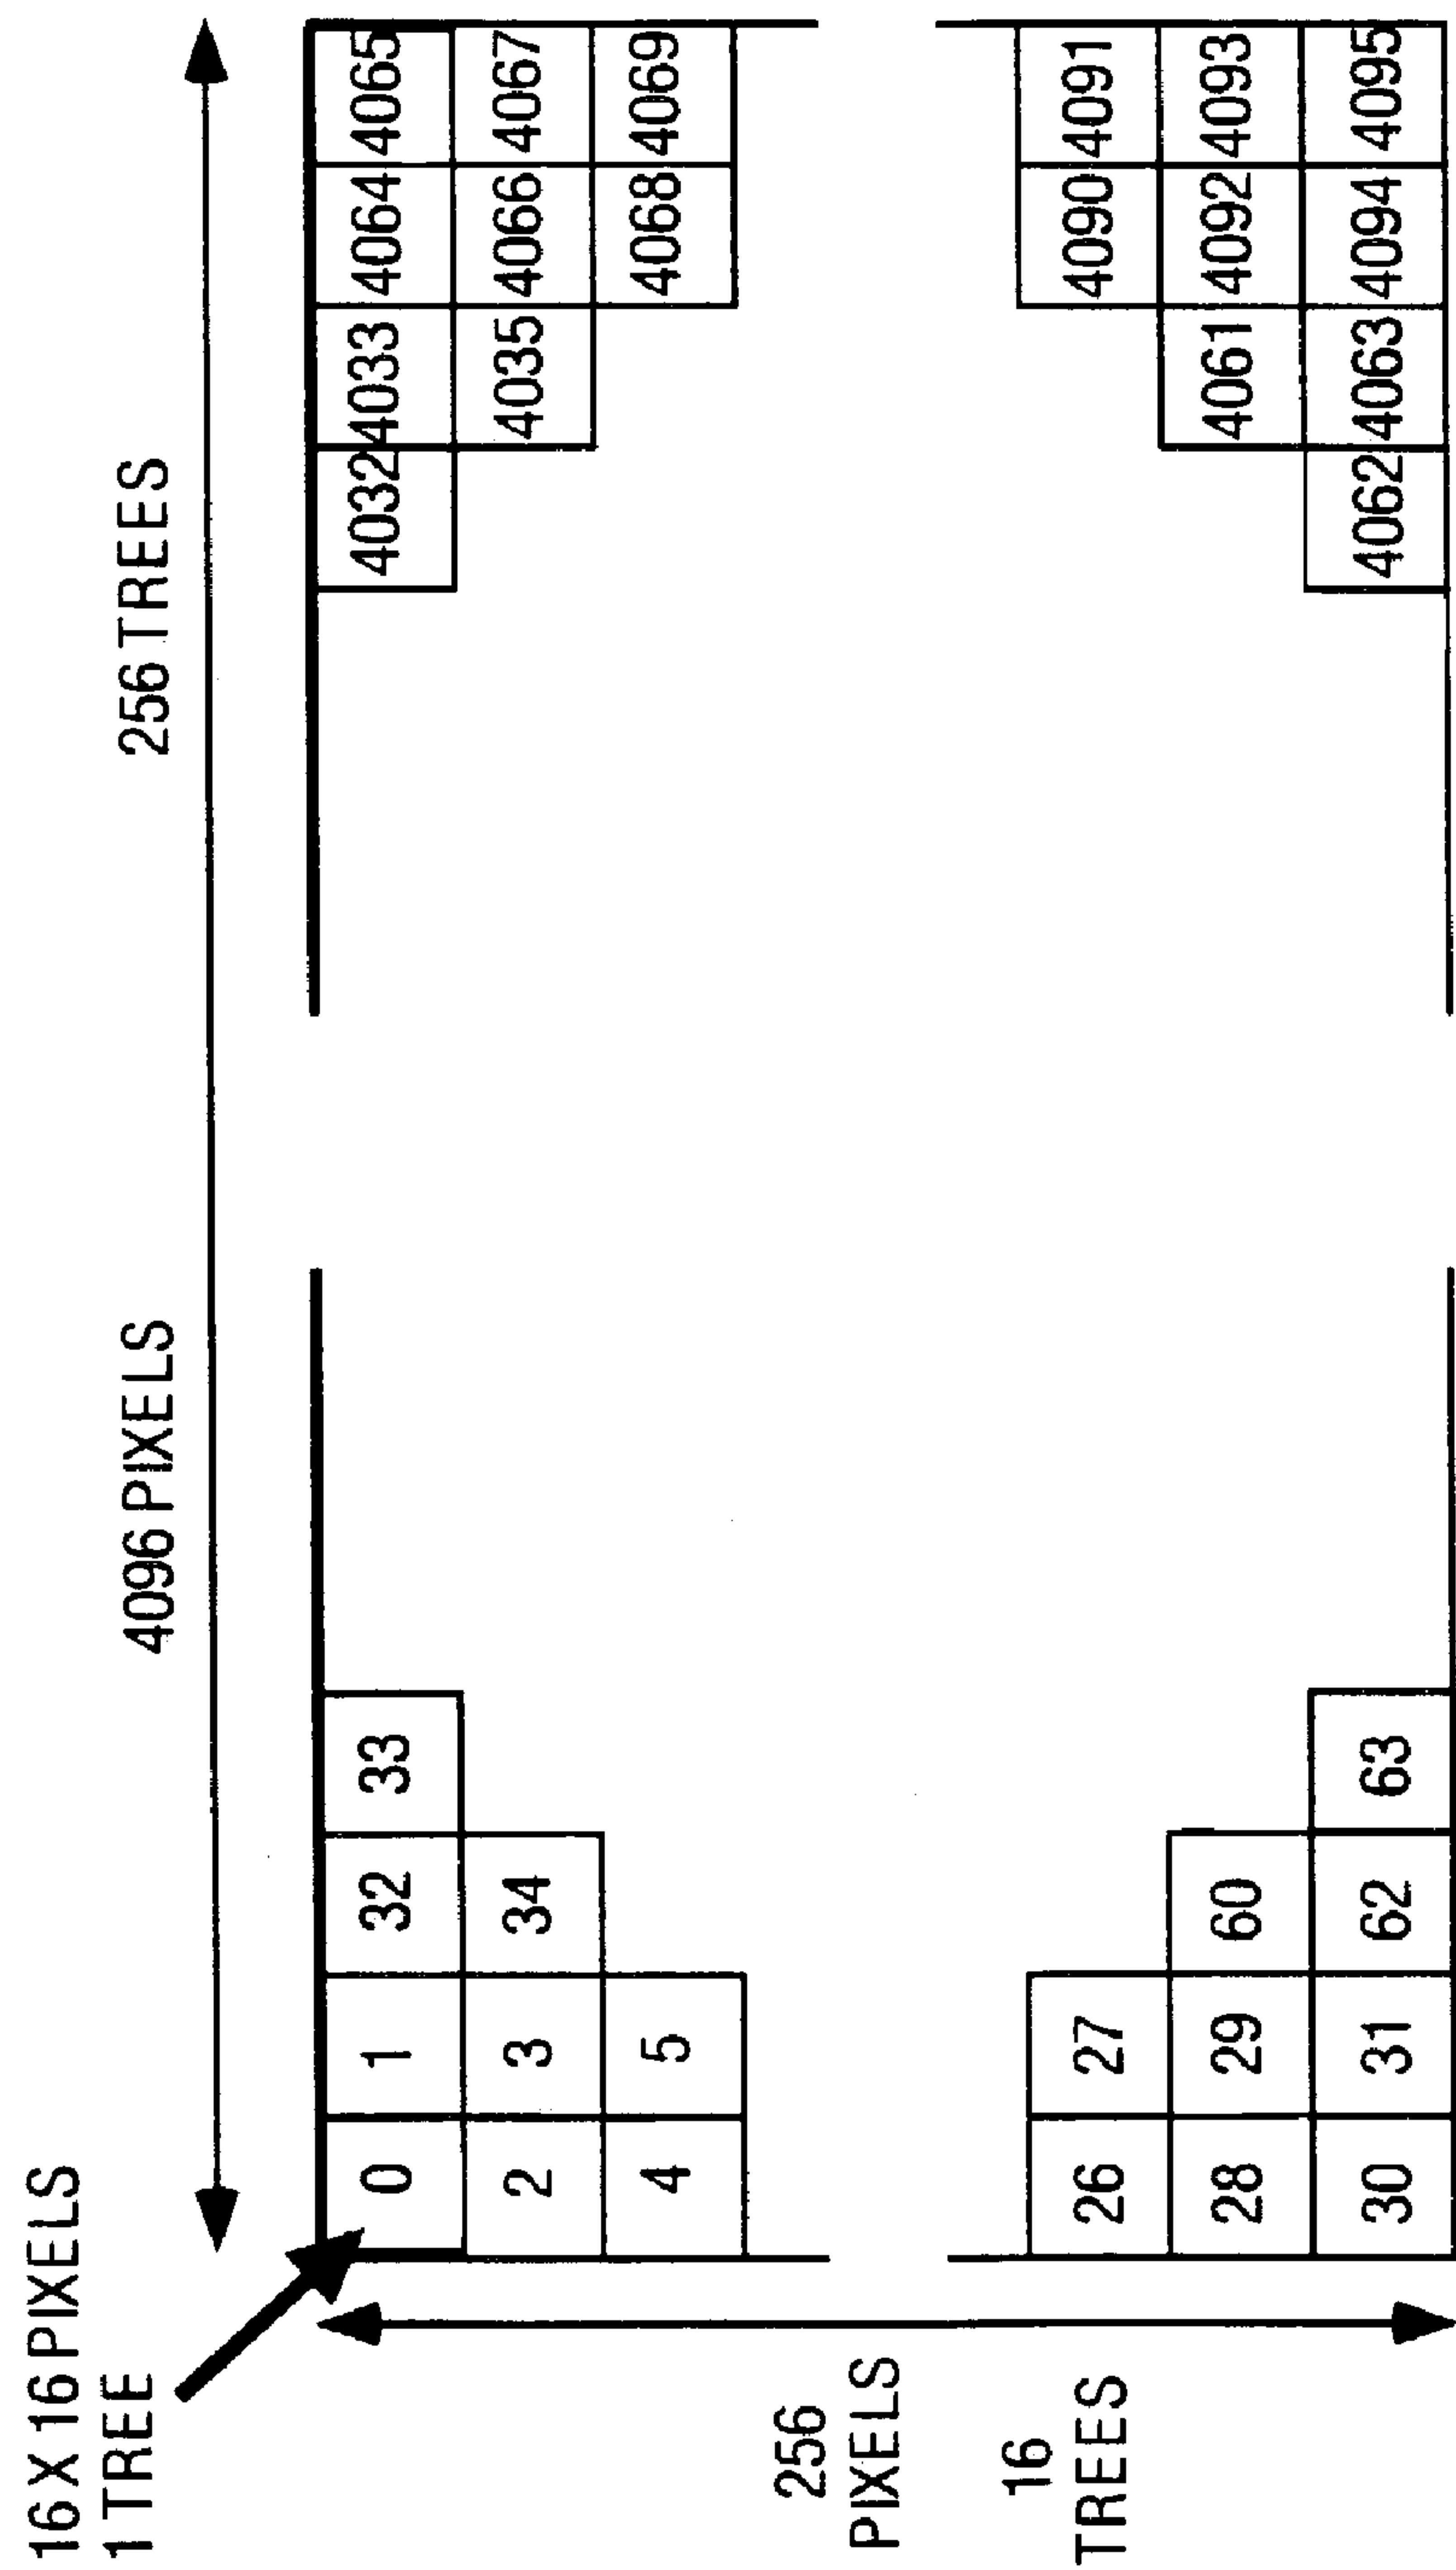 16 X 16 PIXELS
1 TREE
4096 PIXELS
256 TREES
0 1 32 33
4032 4033 4064 4065
2 3 34
4035 4066 4067
4 5
4068 4069
256
PIXELS
16
TREES
26 27
4090 4091
28 29 60
4061 4092 4093
30 31 62 63
4062 4063 4094 4095